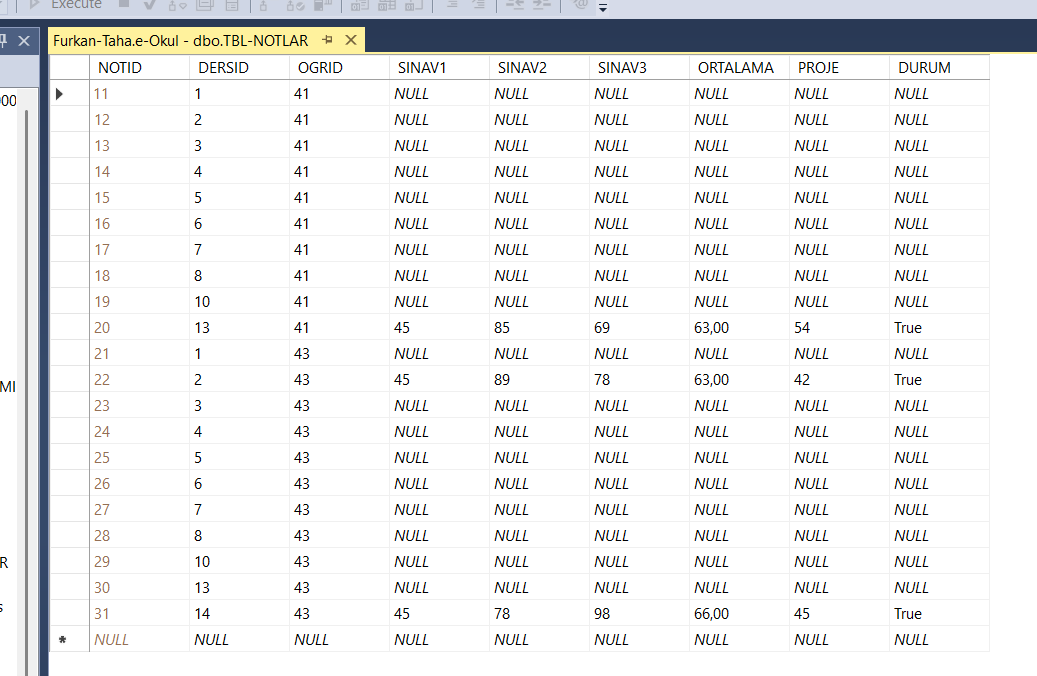 Execute
Furkan-Taha.e-Okul - dbo.TBL-NOTLAR
NOTID DERSID OGRID SINAV1 SINAV2 SINAV3 ORTALAMA PROJE DURUM
11 1 41 NULL NULL NULL NULL NULL NULL
12 2 41 NULL NULL NULL NULL NULL NULL
13 3 41 NULL NULL NULL NULL NULL NULL
14 4 41 NULL NULL NULL NULL NULL NULL
15 5 41 NULL NULL NULL NULL NULL NULL
16 6 41 NULL NULL NULL NULL NULL NULL
17 7 41 NULL NULL NULL NULL NULL NULL
18 8 41 NULL NULL NULL NULL NULL NULL
19 10 41 NULL NULL NULL NULL NULL NULL
20 13 41 45 85 69 63,00 54 True
21 1 43 NULL NULL NULL NULL NULL NULL
22 2 43 45 89 78 63,00 42 True
23 3 43 NULL NULL NULL NULL NULL NULL
24 4 43 NULL NULL NULL NULL NULL NULL
25 5 43 NULL NULL NULL NULL NULL NULL
26 6 43 NULL NULL NULL NULL NULL NULL
27 7 43 NULL NULL NULL NULL NULL NULL
28 8 43 NULL NULL NULL NULL NULL NULL
29 10 43 NULL NULL NULL NULL NULL NULL
30 13 43 NULL NULL NULL NULL NULL NULL
31 14 43 45 78 98 66,00 45 True
NULL NULL NULL NULL NULL NULL NULL NULL NULL